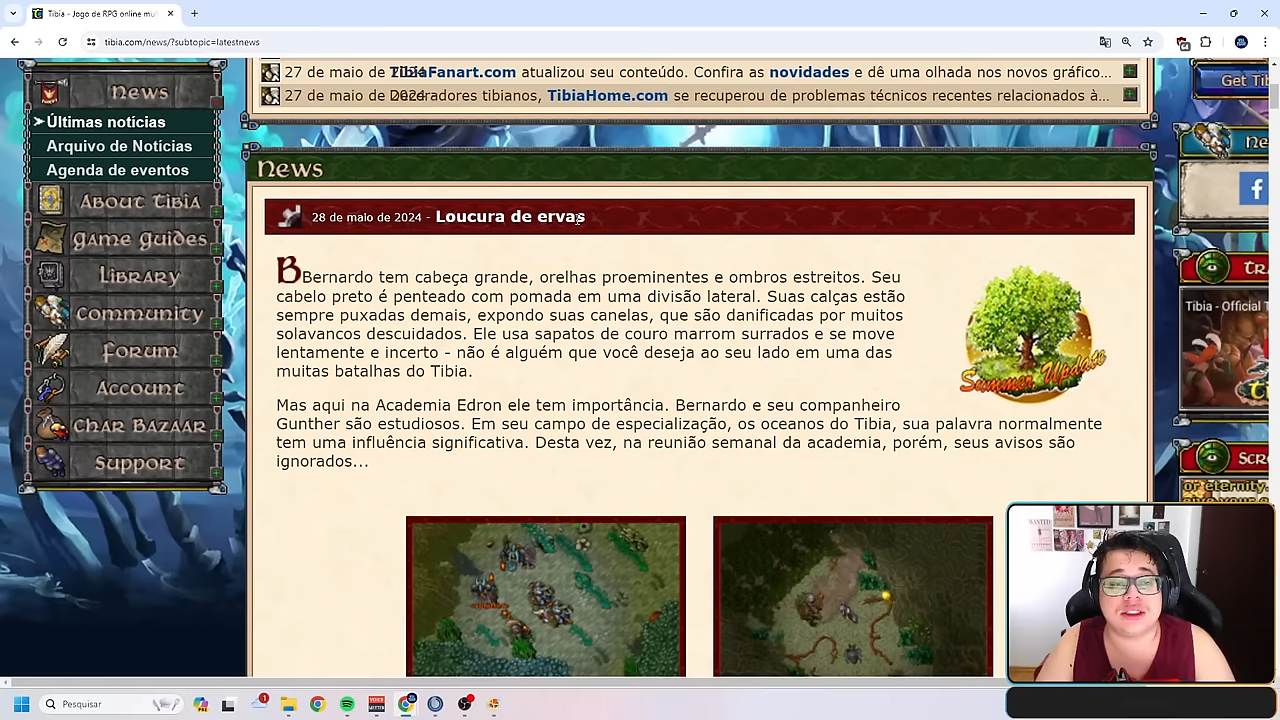 Tibia - Jogo de RPG online mul
tibia.com/news/?subtopic=latestnews
News
Últimas notícias
Arquivo de Notícias
Agenda de eventos
About Tibia
Game Guides
Library
Community
Forum
Account
Char Bazaar
Support
27 de maio de TibiaFanart.com atualizou seu conteúdo. Confira as novidades e dê uma olhada nos novos gráfico...
27 de maio de tibianos, TibiaHome.com se recuperou de problemas técnicos recentes relacionados à...
News
28 de maio de 2024 - Loucura de ervas
Bernardo tem cabeça grande, orelhas proeminentes e ombros estreitos. Seu
cabelo preto é penteado com pomada em uma divisão lateral. Suas calças estão
sempre puxadas demais, expondo suas canelas, que são danificadas por muitos
solavancos descuidados. Ele usa sapatos de couro marrom surrados e se move
lentamente e incerto - não é alguém que você deseja ao seu lado em uma das
muitas batalhas do Tibia.
Summer Update
Mas aqui na Academia Edron ele tem importância. Bernardo e seu companheiro
Gunther são estudiosos. Em seu campo de especialização, os oceanos do Tibia, sua palavra normalmente
tem uma influência significativa. Desta vez, na reunião semanal da academia, porém, seus avisos são
ignorados...
Get Tib
Ne
Tra
Tibia - Official T
Scre
or eternity.
WANTED
Pesquisar